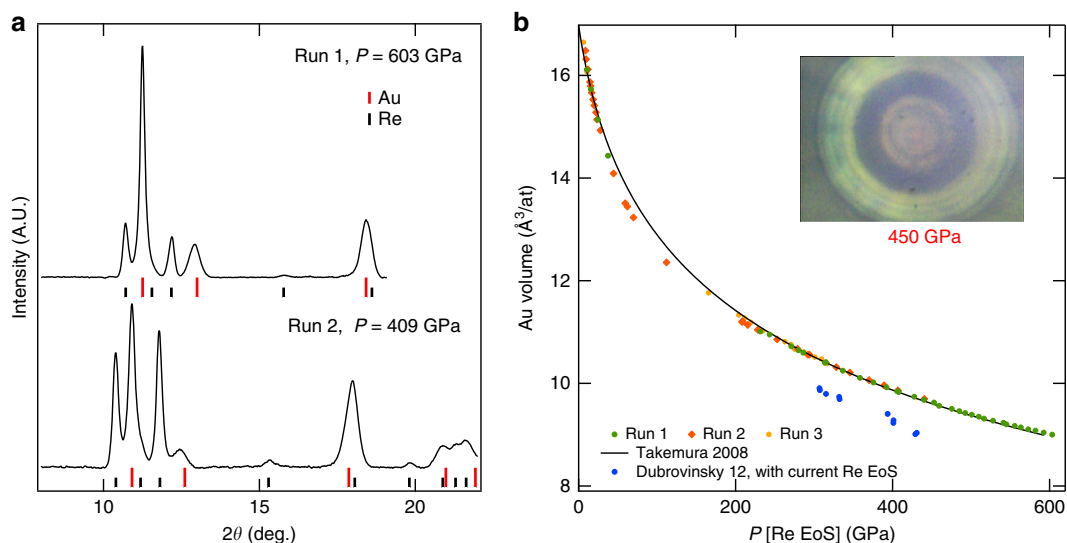 a
Run 1, P = 603 GPa
Au
Re
Run 2, P = 409 GPa
Intensity (A.U.)
10 15 20
2θ (deg.)
b
16
14
12
10
8
Au volume (Å³/at)
450 GPa
Run 1 Run 2 Run 3
Takemura 2008
Dubrovinsky 12, with current Re EoS
0 200 400 600
P [Re EoS] (GPa)